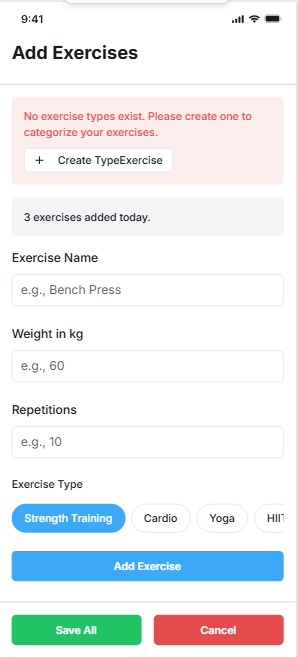 9:41
Add Exercises
No exercise types exist. Please create one to
categorize your exercises.
+ Create TypeExercise
3 exercises added today.
Exercise Name
e.g., Bench Press
Weight in kg
e.g., 60
Repetitions
e.g., 10
Exercise Type
Strength Training Cardio Yoga HIIT
Add Exercise
Save All Cancel